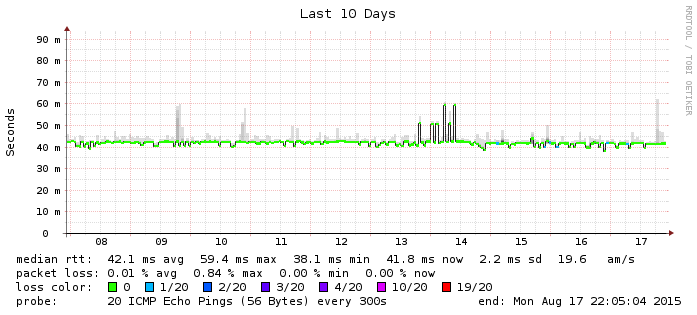 Last 10 Days
RRDTOOL / TOBI OETIKER
Seconds
90 m
80 m
70 m
60 m
50 m
40 m
30 m
20 m
10 m
0
08 09 10 11 12 13 14 15 16 17
median rtt: 42.1 ms avg 59.4 ms max 38.1 ms min 41.8 ms now 2.2 ms sd 19.6 am/s
packet loss: 0.01 % avg 0.84 % max 0.00 % min 0.00 % now
loss color: 0 1/20 2/20 3/20 4/20 10/20 19/20
probe: 20 ICMP Echo Pings (56 Bytes) every 300s end: Mon Aug 17 22:05:04 2015